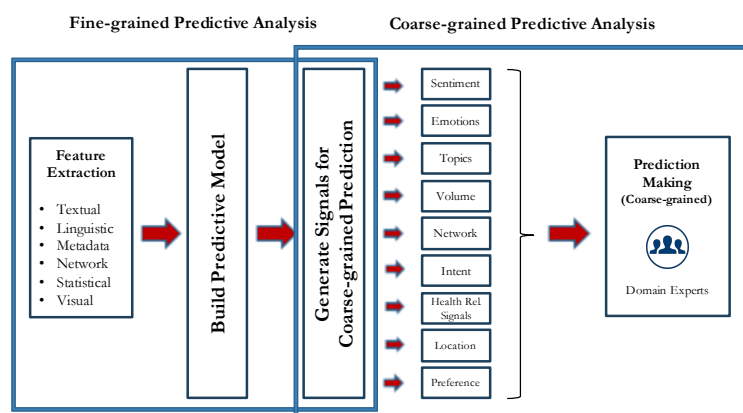 Fine-grained Predictive Analysis
Coarse-grained Predictive Analysis
Feature
Extraction
• Textual
• Linguistic
• Metadata
• Network
• Statistical
• Visual
Build Predictive Model
Generate Signals for
Coarse-grained Prediction
Sentiment
Emotions
Topics
Volume
Network
Intent
Health Rel.
Signals
Location
Preference
Prediction
Making
(Coarse-grained)
Domain Experts